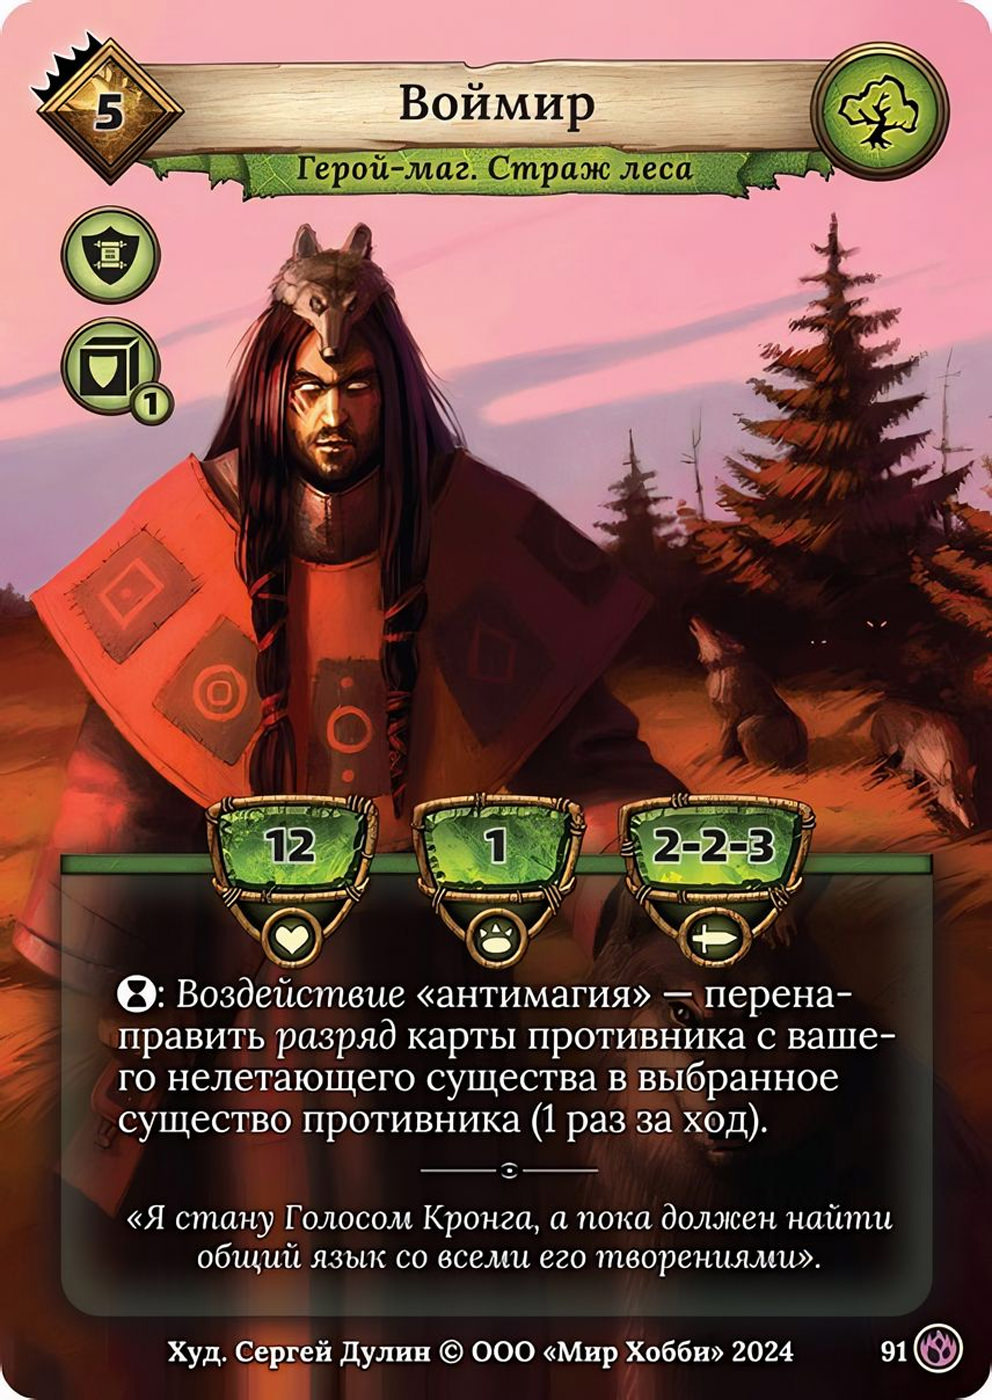 5
Воймир
Герой-маг. Страж леса
1
12
1
2-2-3
: Воздействие «антимагия» — перена-
править разряд карты противника с ваше-
го нелетающего существа в выбранное
существо противника (1 раз за ход).
«Я стану Голосом Кронга, а пока должен найти
общий язык со всеми его творениями».
Худ. Сергей Дулин © ООО «Мир Хобби» 2024
91